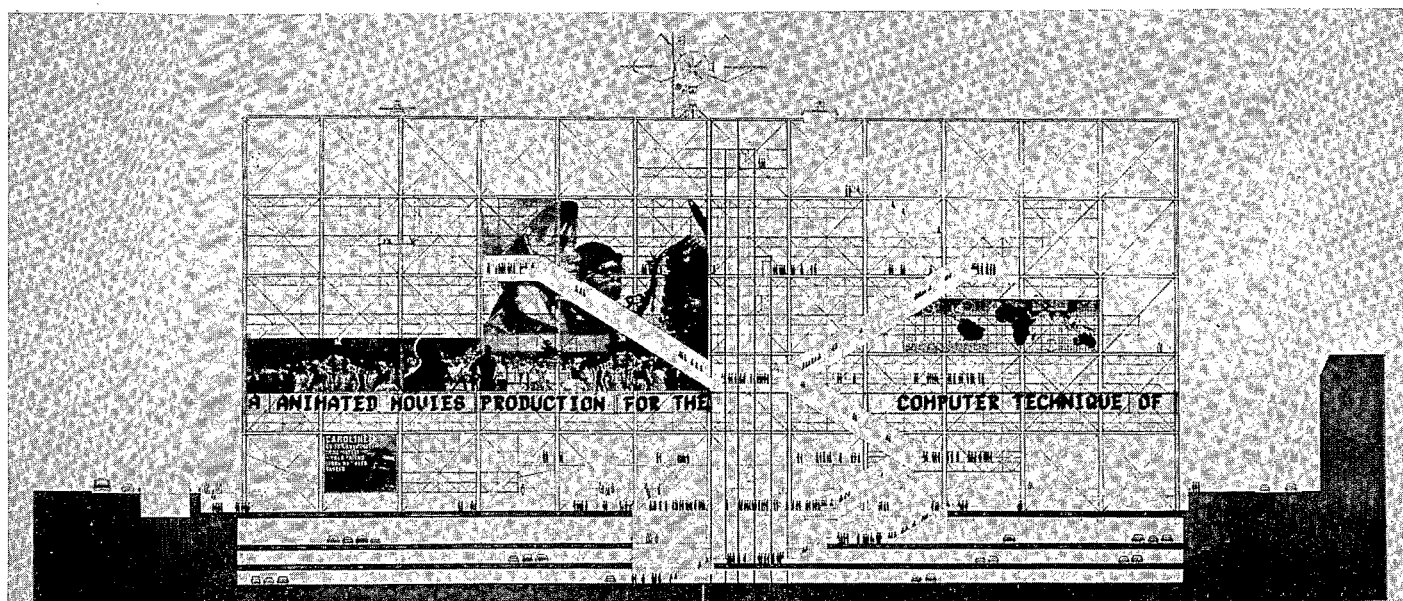 A ANIMATED MOVIES PRODUCTION FOR THE COMPUTER TECHNIQUE OF
CAROLINE